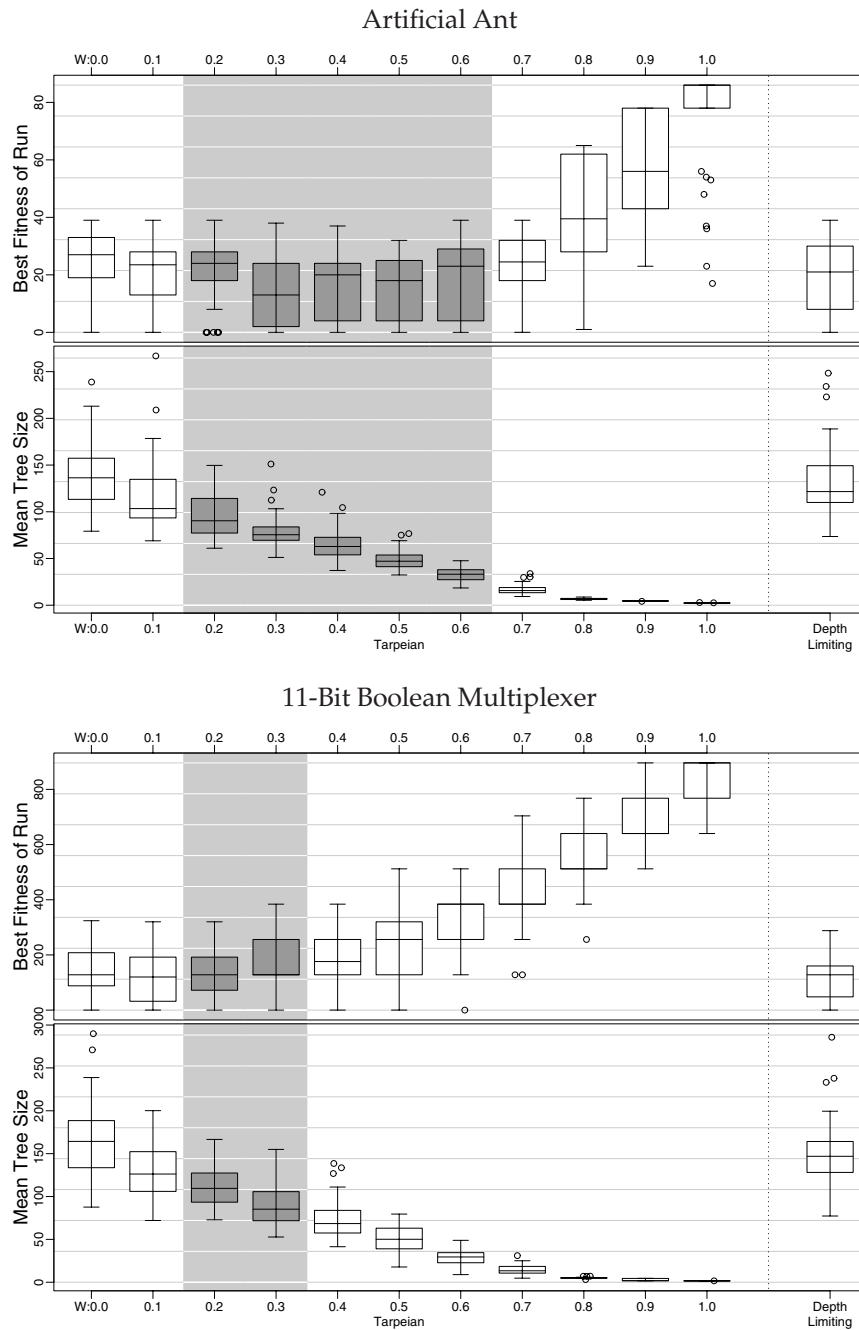 Artificial Ant
W:0.0 0.1 0.2 0.3 0.4 0.5 0.6 0.7 0.8 0.9 1.0
Best Fitness of Run
80
60
40
20
0
Mean Tree Size
250
200
150
100
50
0
W:0.0 0.1 0.2 0.3 0.4 0.5 0.6 0.7 0.8 0.9 1.0 Depth
Tarpeian Limiting
11-Bit Boolean Multiplexer
W:0.0 0.1 0.2 0.3 0.4 0.5 0.6 0.7 0.8 0.9 1.0
Best Fitness of Run
800
600
400
200
0
Mean Tree Size
300
250
200
150
100
50
0
W:0.0 0.1 0.2 0.3 0.4 0.5 0.6 0.7 0.8 0.9 1.0 Depth
Tarpeian Limiting